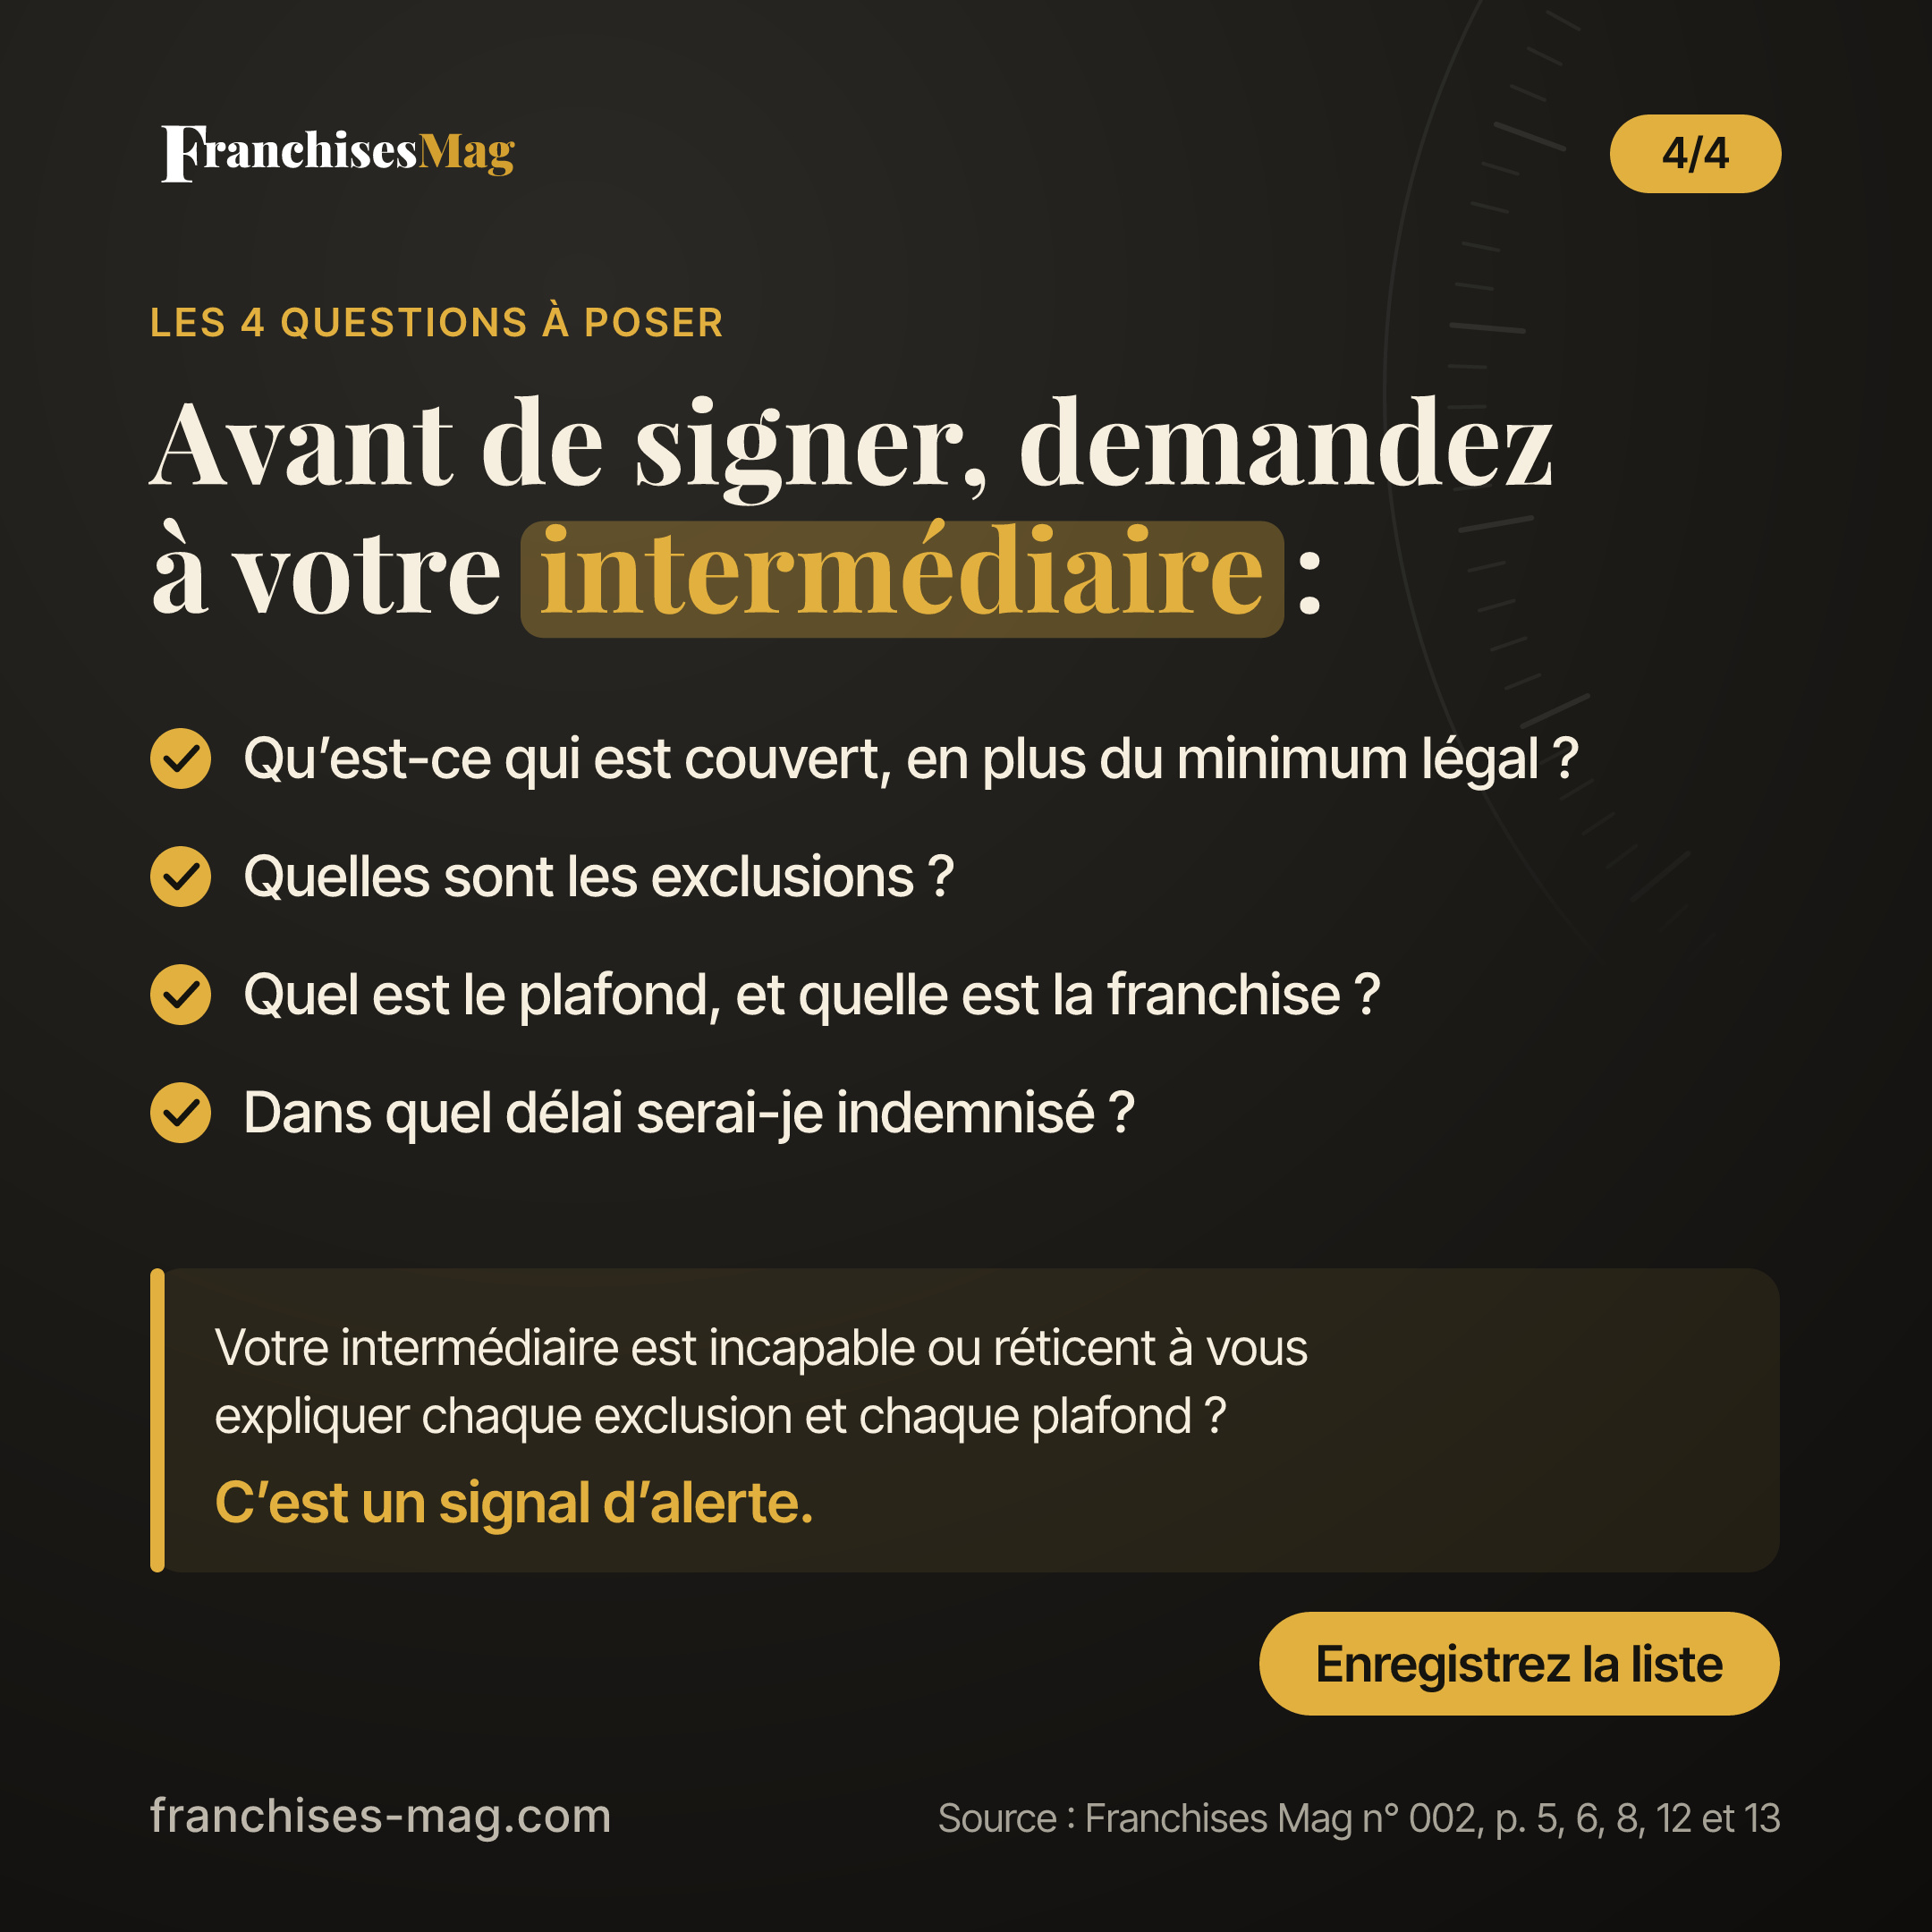 FranchisesMag
4/4
LES 4 QUESTIONS À POSER
Avant de signer, demandez
à votre intermédiaire :
Qu’est-ce qui est couvert, en plus du minimum légal ?
Quelles sont les exclusions ?
Quel est le plafond, et quelle est la franchise ?
Dans quel délai serai-je indemnisé ?
Votre intermédiaire est incapable ou réticent à vous
expliquer chaque exclusion et chaque plafond ?
C’est un signal d’alerte.
Enregistrez la liste
franchises-mag.com
Source : Franchises Mag n° 002, p. 5, 6, 8, 12 et 13